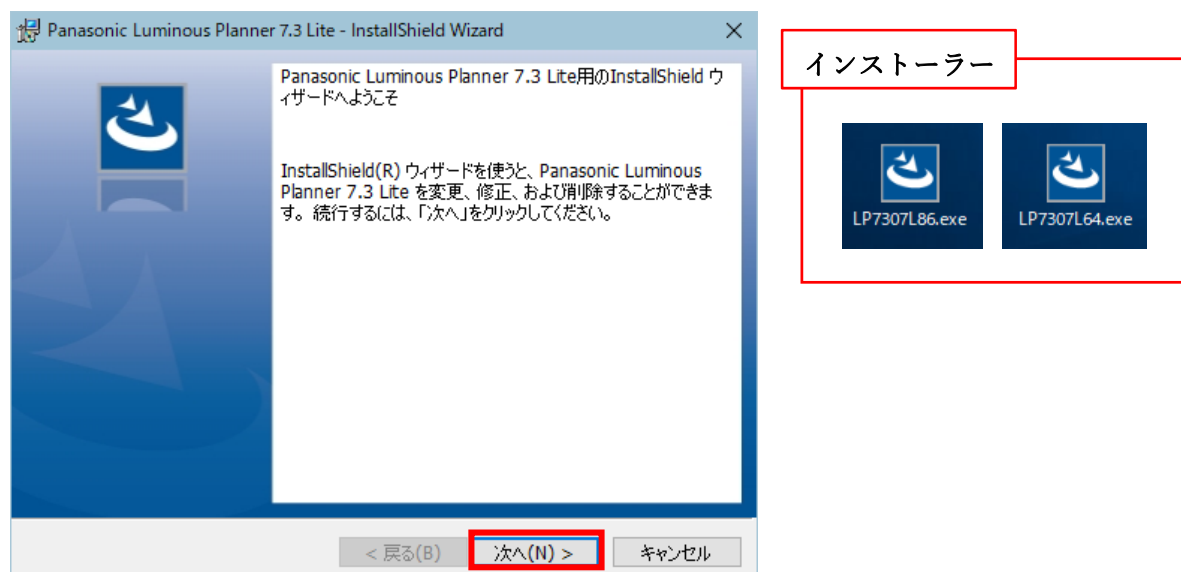 Panasonic Luminous Planner 7.3 Lite - InstallShield Wizard
Panasonic Luminous Planner 7.3 Lite用のInstallShield ウ
ィザードへようこそ
InstallShield(R) ウィザードを使うと、Panasonic Luminous
Planner 7.3 Lite を変更、修正、および削除することができま
す。続行するには、「次へ」をクリックしてください。
< 戻る(B)
次へ(N) >
キャンセル
インストーラー
LP7307L86.exe
LP7307L64.exe